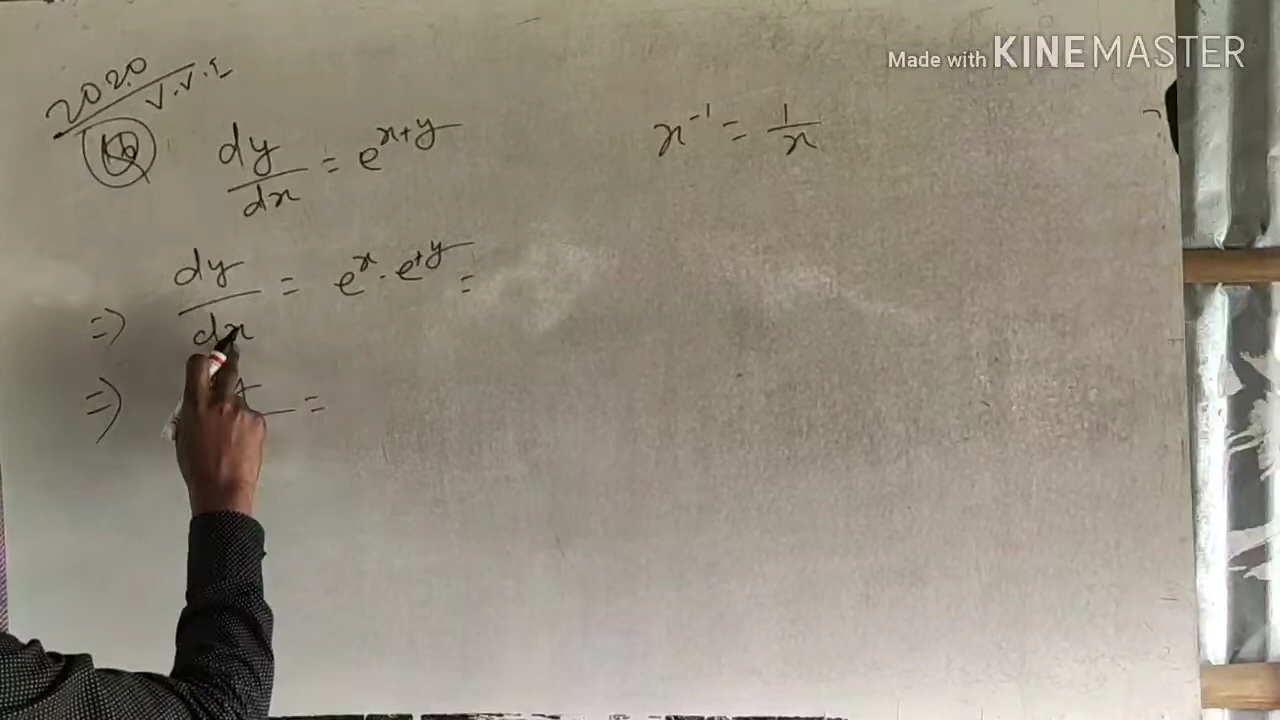 Made with KINEMASTER
2020
V.V.I
dy/dx = e^{x+y}
x^{-1} = 1/x
=> dy/dx = e^x · e^{+y} =
=> =